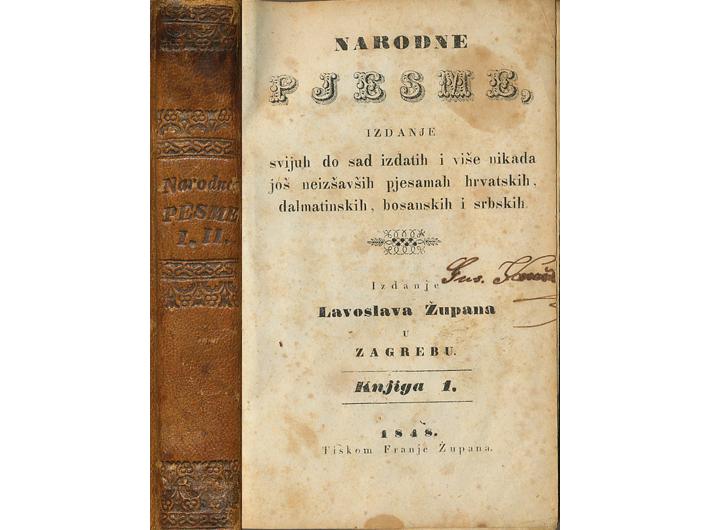 Narodne
PESME
I. II.
NARODNE
PJESME,
IZDANJE
svijuh do sad izdatih i više nikada
još neizšavših pjesamah hrvatskih,
dalmatinskih, bosanskih i srbskih.
Izdanje
Lavoslava Župana
U
ZAGREBU.
Knjiga 1.
1848.
Tiskom Franje Župana.